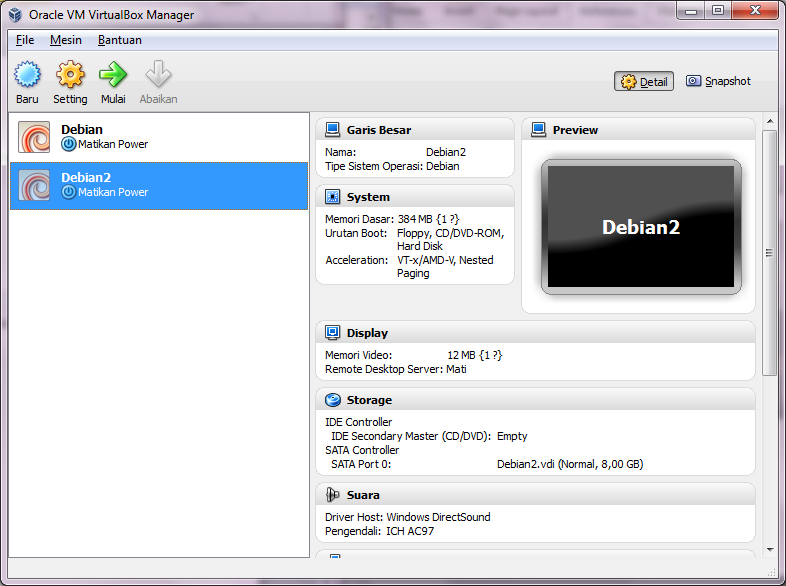 Oracle VM VirtualBox Manager
File Mesin Bantuan
Baru Setting Mulai Abaikan
Detail Snapshot
Debian
Matikan Power
Debian2
Matikan Power
Garis Besar
Nama: Debian2
Tipe Sistem Operasi: Debian
System
Memori Dasar: 384 MB {1 ?}
Urutan Boot: Floppy, CD/DVD-ROM,
Hard Disk
Acceleration: VT-x/AMD-V, Nested
Paging
Preview
Debian2
Display
Memori Video: 12 MB {1 ?}
Remote Desktop Server: Mati
Storage
IDE Controller
IDE Secondary Master (CD/DVD): Empty
SATA Controller
SATA Port 0: Debian2.vdi (Normal, 8,00 GB)
Suara
Driver Host: Windows DirectSound
Pengendali: ICH AC97